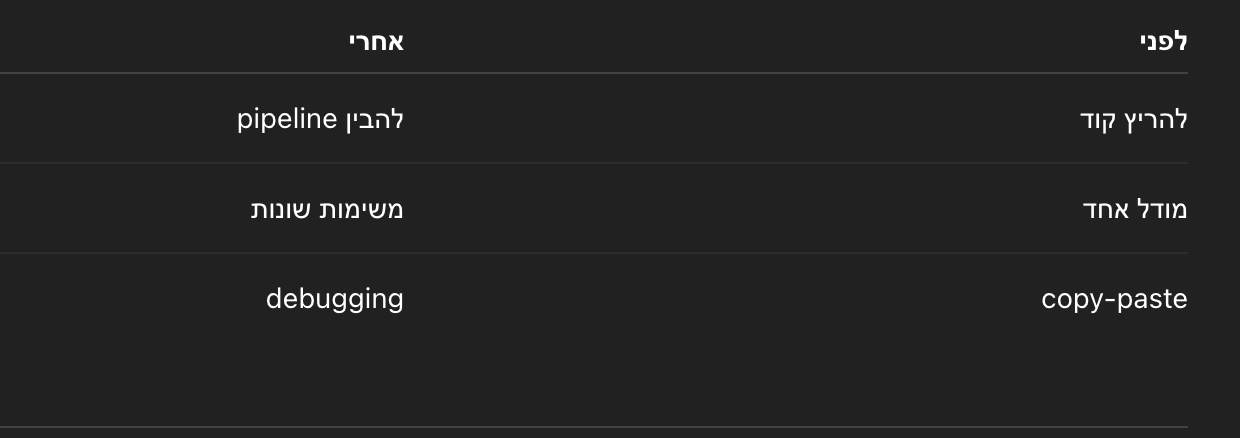 לפני אחרי
להריץ קוד להבין pipeline
מודל אחד משימות שונות
copy-paste debugging